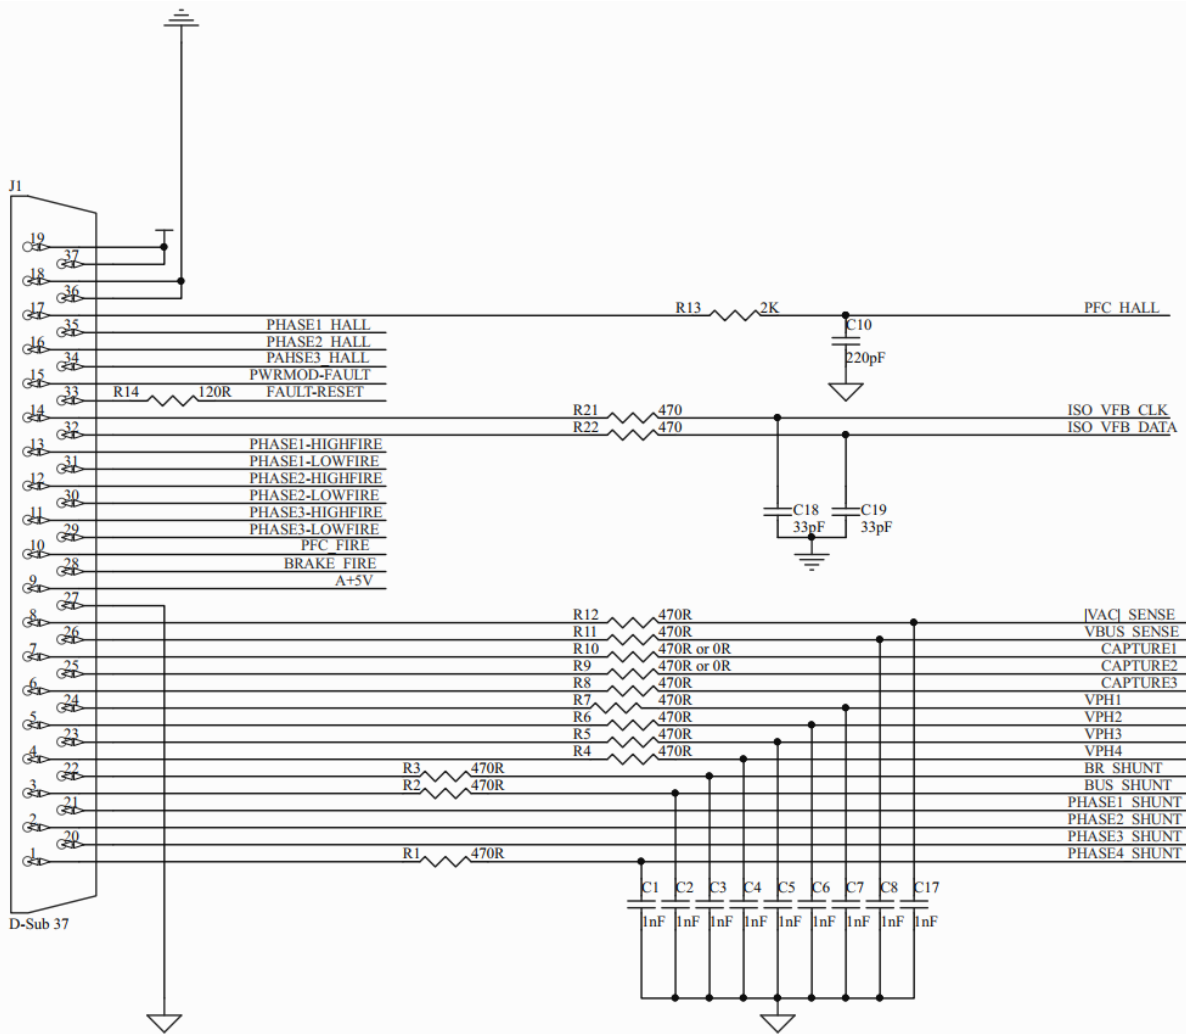 J1
19
37
18
36
17 R13 2K PFC_HALL
35 PHASE1_HALL C10
16 PHASE2_HALL
34 PAHSE3_HALL 220pF
15 PWRMOD-FAULT
33 R14 120R FAULT-RESET
14 R21 470 ISO_VFB_CLK
32 R22 470 ISO_VFB_DATA
13 PHASE1-HIGHFIRE
31 PHASE1-LOWFIRE
12 PHASE2-HIGHFIRE
30 PHASE2-LOWFIRE
11 PHASE3-HIGHFIRE C18 C19
29 PHASE3-LOWFIRE 33pF 33pF
10 PFC_FIRE
28 BRAKE_FIRE
9 A+5V
27
8 R12 470R |VAC|_SENSE
26 R11 470R VBUS_SENSE
7 R10 470R or 0R CAPTURE1
25 R9 470R or 0R CAPTURE2
6 R8 470R CAPTURE3
24 R7 470R VPH1
5 R6 470R VPH2
23 R5 470R VPH3
4 R4 470R VPH4
22 R3 470R BR_SHUNT
3 R2 470R BUS_SHUNT
21 PHASE1_SHUNT
2 PHASE2_SHUNT
20 PHASE3_SHUNT
1 R1 470R PHASE4_SHUNT
C1 C2 C3 C4 C5 C6 C7 C8 C17
1nF 1nF 1nF 1nF 1nF 1nF 1nF 1nF 1nF
D-Sub 37